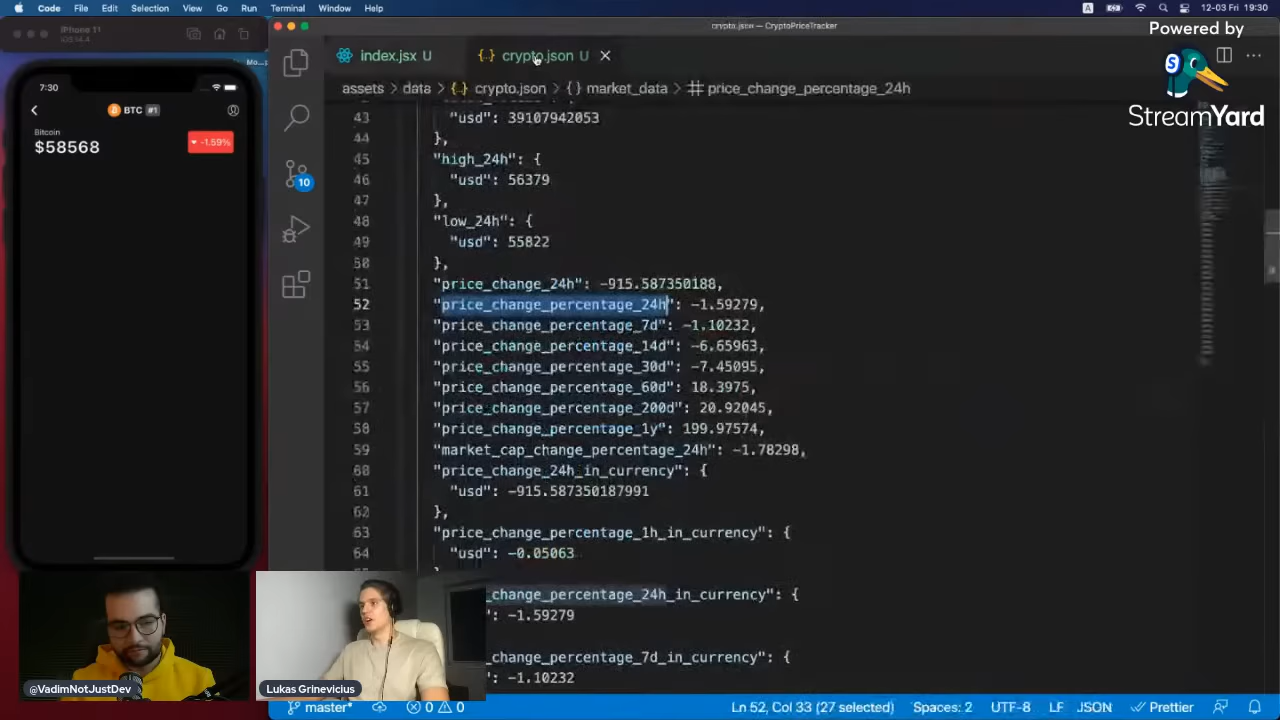 Code File Edit Selection View Go Run Terminal Window Help
12-03 Fri 19:30
iPhone 11
crypto.json — CryptoPriceTracker
Powered by
StreamYard
index.jsx U
crypto.json U
assets > data > {..} crypto.json > {} market_data > # price_change_percentage_24h
7:30
BTC #1
Bitcoin
$58568
-1.59%
10
43 "usd": 39107942053
44 },
45 "high_24h": {
46 "usd": 56379
47 },
48 "low_24h": {
49 "usd": 55822
50 },
51 "price_change_24h": -915.587350188,
52 "price_change_percentage_24h": -1.59279,
53 "price_change_percentage_7d": -1.10232,
54 "price_change_percentage_14d": -6.65963,
55 "price_change_percentage_30d": -7.45095,
56 "price_change_percentage_60d": 18.3975,
57 "price_change_percentage_200d": 20.92045,
58 "price_change_percentage_1y": 199.97574,
59 "market_cap_change_percentage_24h": -1.78298,
60 "price_change_24h_in_currency": {
61 "usd": -915.587350187991
62 },
63 "price_change_percentage_1h_in_currency": {
64 "usd": -0.05063
_change_percentage_24h_in_currency": {
": -1.59279
_change_percentage_7d_in_currency": {
": -1.10232
@VadimNotJustDev
Lukas Grinevicius
master* 0 0 Ln 52, Col 33 (27 selected) Spaces: 2 UTF-8 LF JSON Prettier